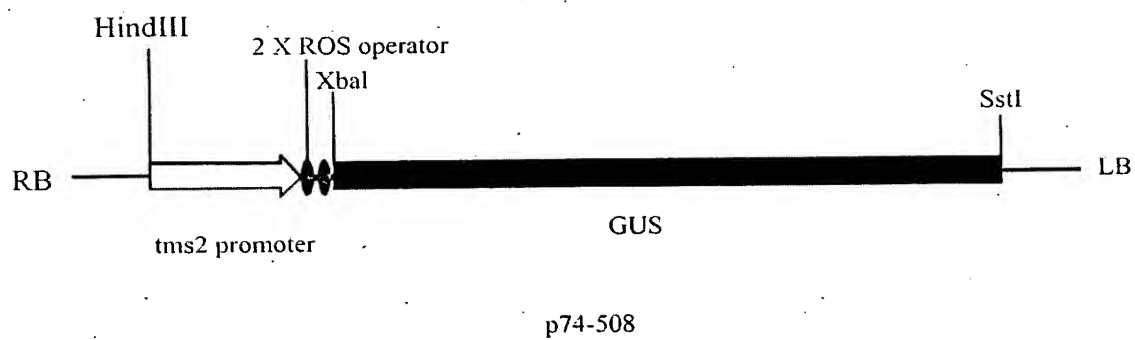 HindIII
2 X ROS operator
XbaI
SstI
RB
LB
GUS
tms2 promoter
p74-508